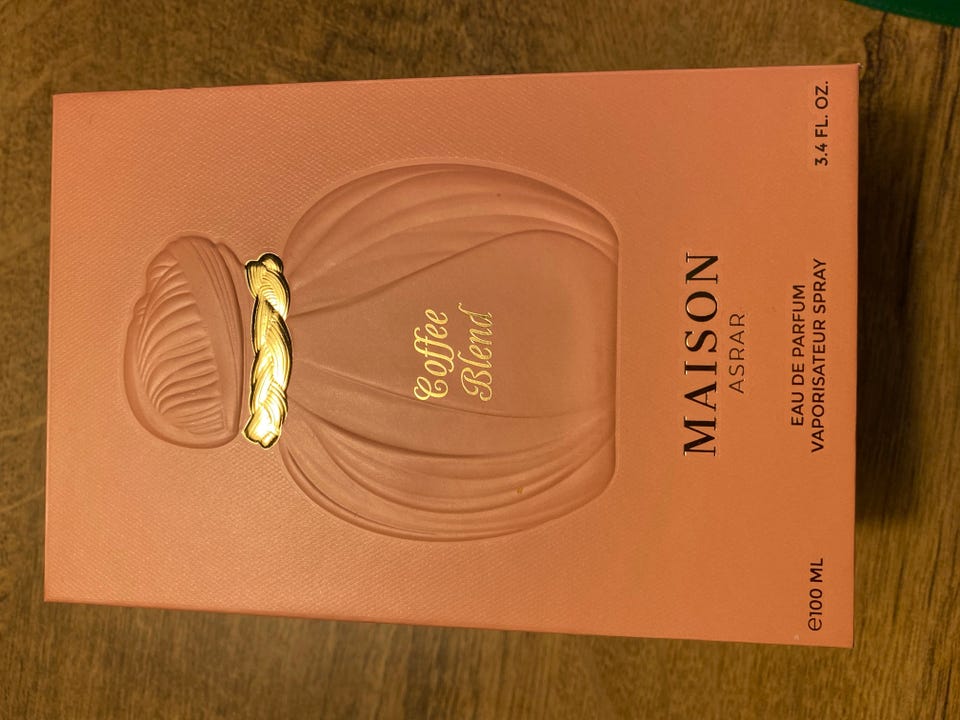 Coffee
Blend
MAISON
ASRAR
EAU DE PARFUM
VAPORISATEUR SPRAY
℮100 ML
3.4 FL. OZ.